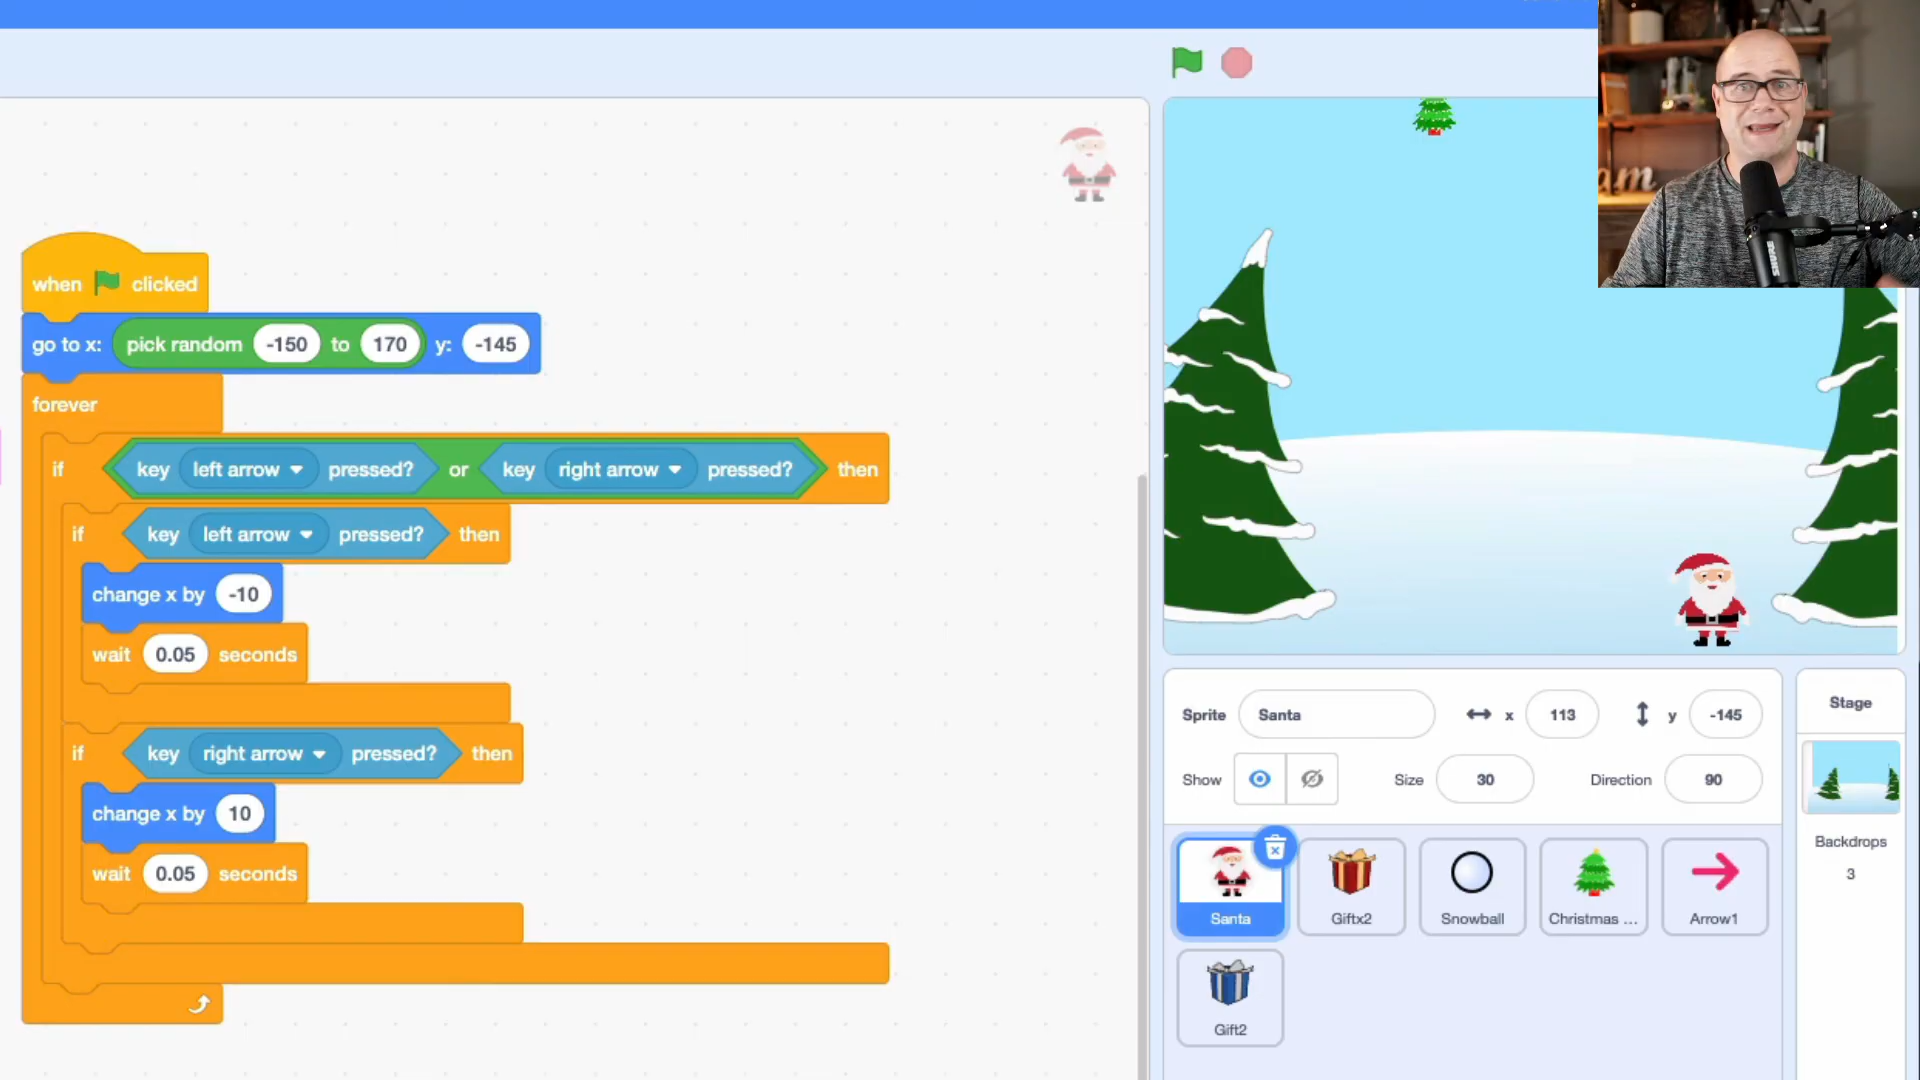 when clicked
go to x: pick random -150 to 170 y: -145
forever
if key left arrow pressed? or key right arrow pressed? then
if key left arrow pressed? then
change x by -10
wait 0.05 seconds
if key right arrow pressed? then
change x by 10
wait 0.05 seconds
Sprite Santa x 113 y -145
Show Size 30 Direction 90
Santa
Giftx2
Snowball
Christmas ...
Arrow1
Gift2
Stage
Backdrops
3